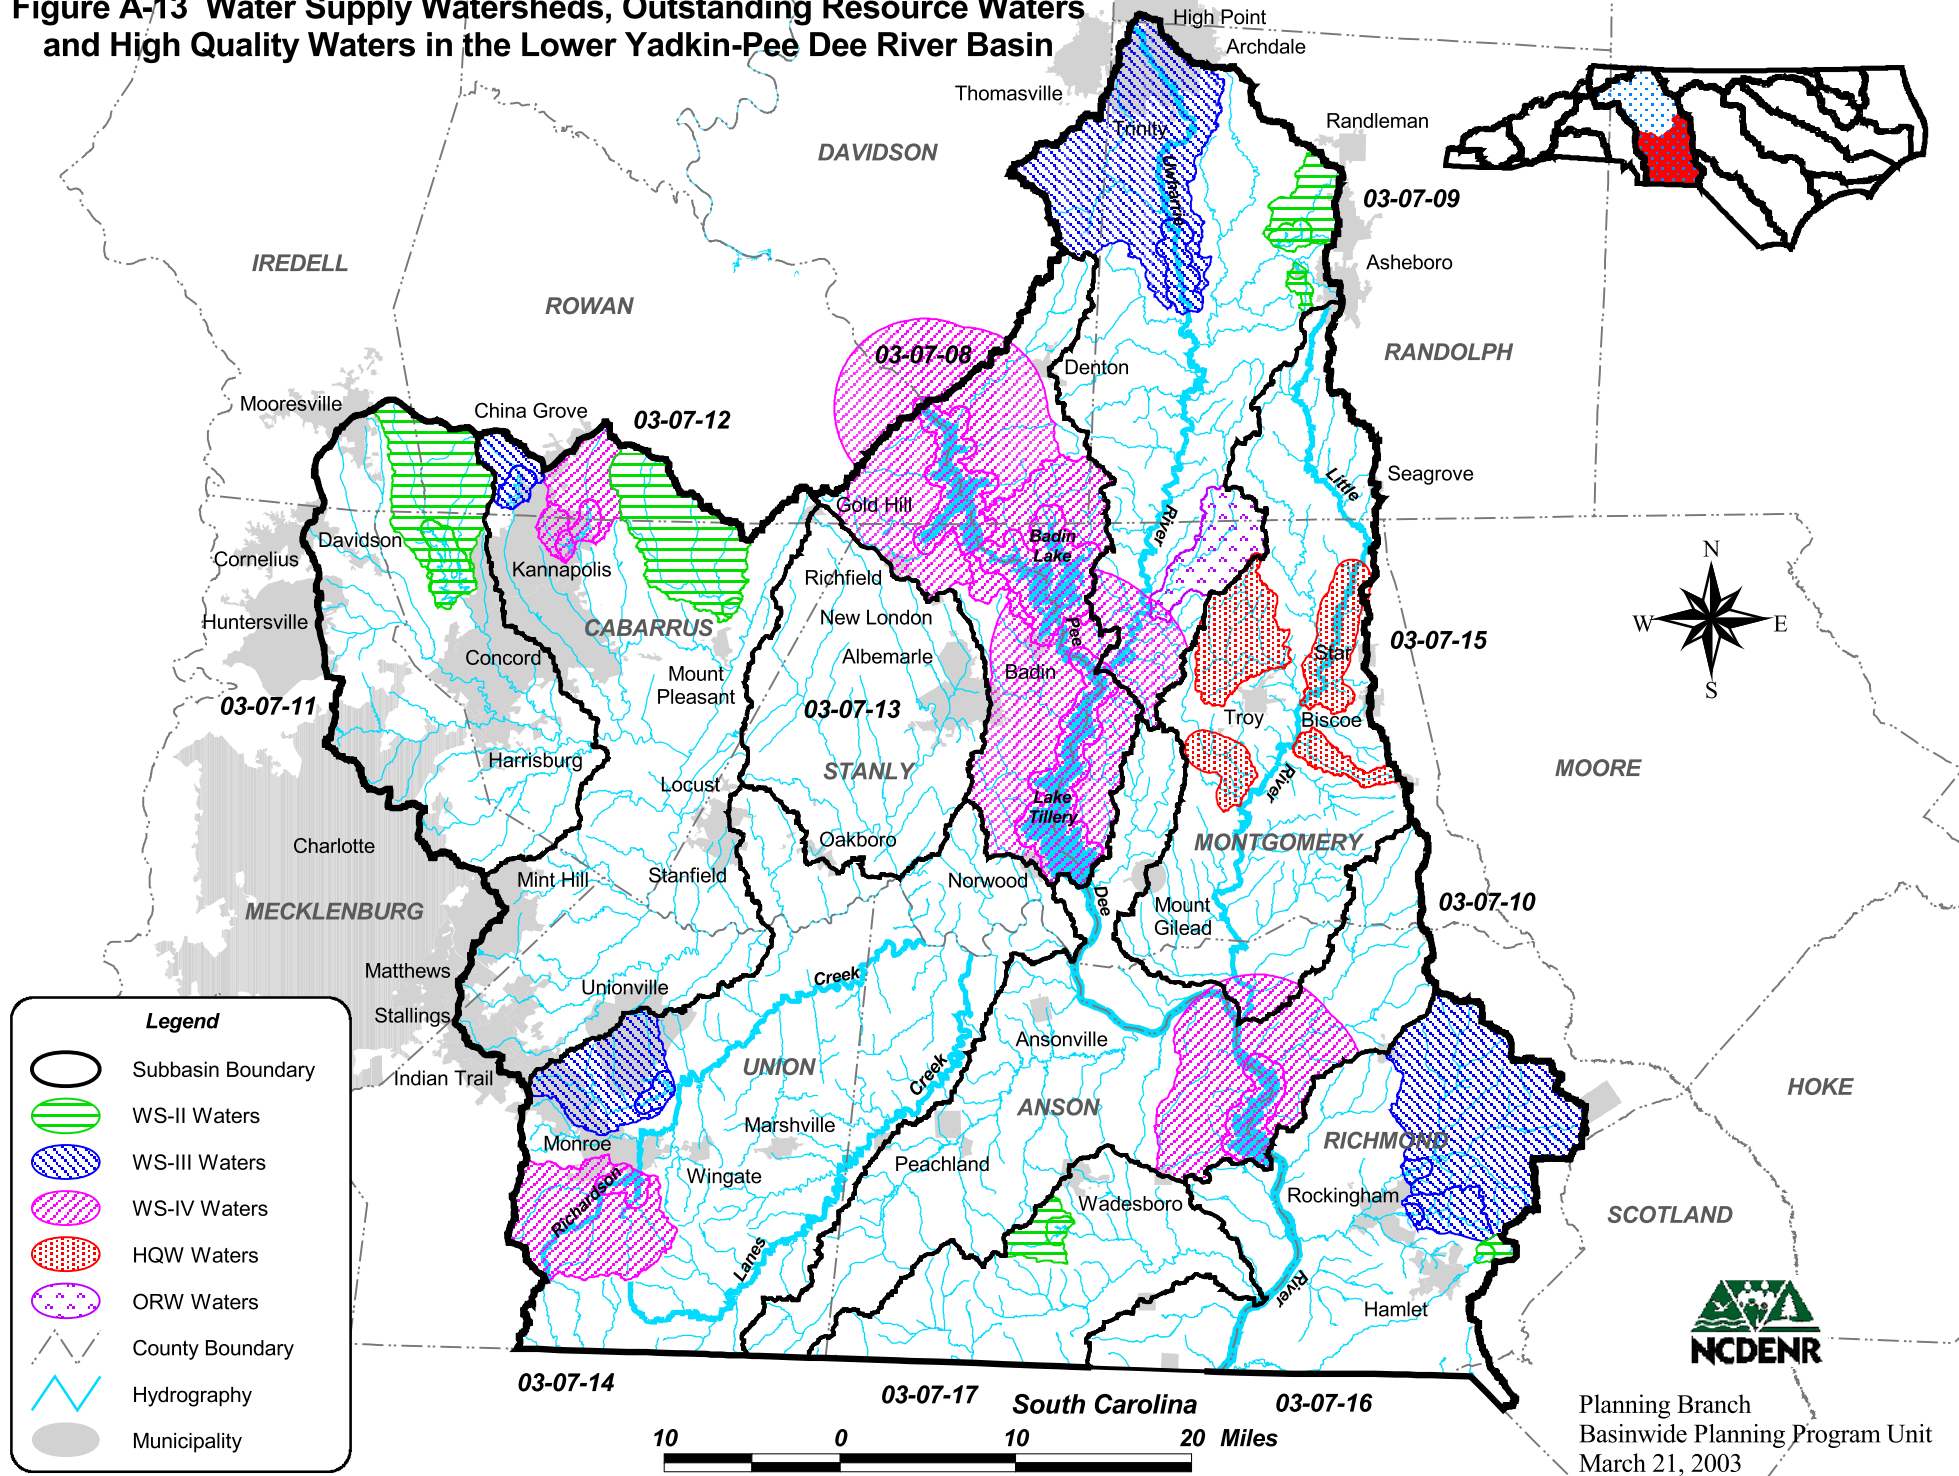 Figure A-13 Water Supply Watersheds, Outstanding Resource Waters
and High Quality Waters in the Lower Yadkin-Pee Dee River Basin
High Point
Archdale
Thomasville
Trinity
Randleman
DAVIDSON
Uwharrie
03-07-09
IREDELL
Asheboro
ROWAN
03-07-08
RANDOLPH
Denton
Mooresville
China Grove
03-07-12
Seagrove
Little
Gold Hill
River
Davidson
Badin
Lake
Cornelius
Kannapolis
Richfield
New London
Huntersville
CABARRUS
Pee
03-07-15
Star
Concord
Albemarle
Mount
Pleasant
Badin
03-07-11
03-07-13
Troy
Biscoe
Harrisburg
STANLY
MOORE
Locust
River
Lake
Tillery
Charlotte
Oakboro
MONTGOMERY
Mint Hill
Stanfield
Norwood
Dee
03-07-10
MECKLENBURG
Mount
Gilead
Matthews
Creek
Unionville
Stallings
Ansonville
Indian Trail
UNION
Creek
HOKE
ANSON
Marshville
Monroe
RICHMOND
Peachland
Wingate
Richardson
Wadesboro
Rockingham
SCOTLAND
Lanes
River
Hamlet
N
W
E
S
Legend
Subbasin Boundary
WS-II Waters
WS-III Waters
WS-IV Waters
HQW Waters
ORW Waters
County Boundary
Hydrography
Municipality
03-07-14
03-07-17
South Carolina
03-07-16
10 0 10 20 Miles
NCDENR
Planning Branch
Basinwide Planning Program Unit
March 21, 2003